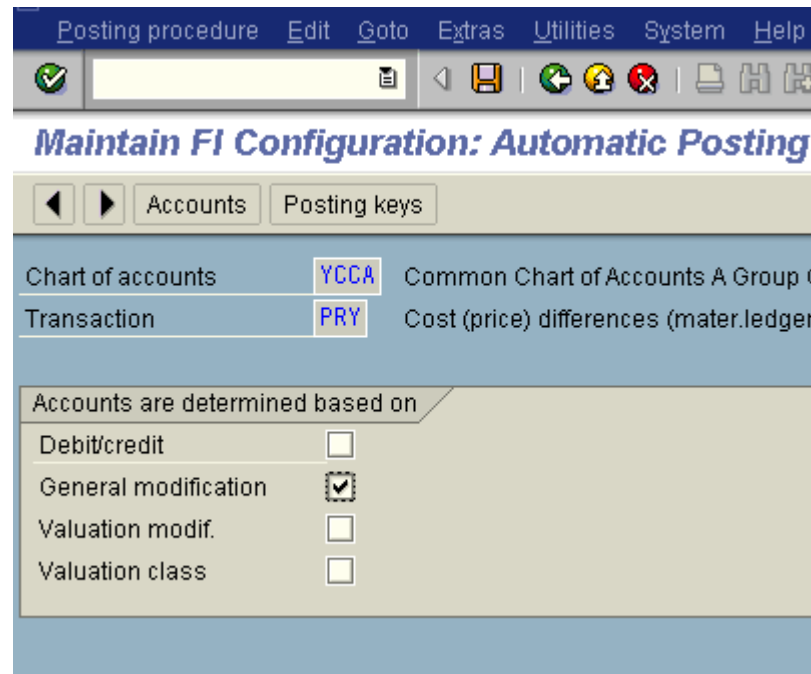 Posting procedure Edit Goto Extras Utilities System Help
Maintain FI Configuration: Automatic Posting
Accounts Posting keys
Chart of accounts YCCA Common Chart of Accounts A Group
Transaction PRY Cost (price) differences (mater.ledger
Accounts are determined based on
Debit/credit
General modification
Valuation modif.
Valuation class